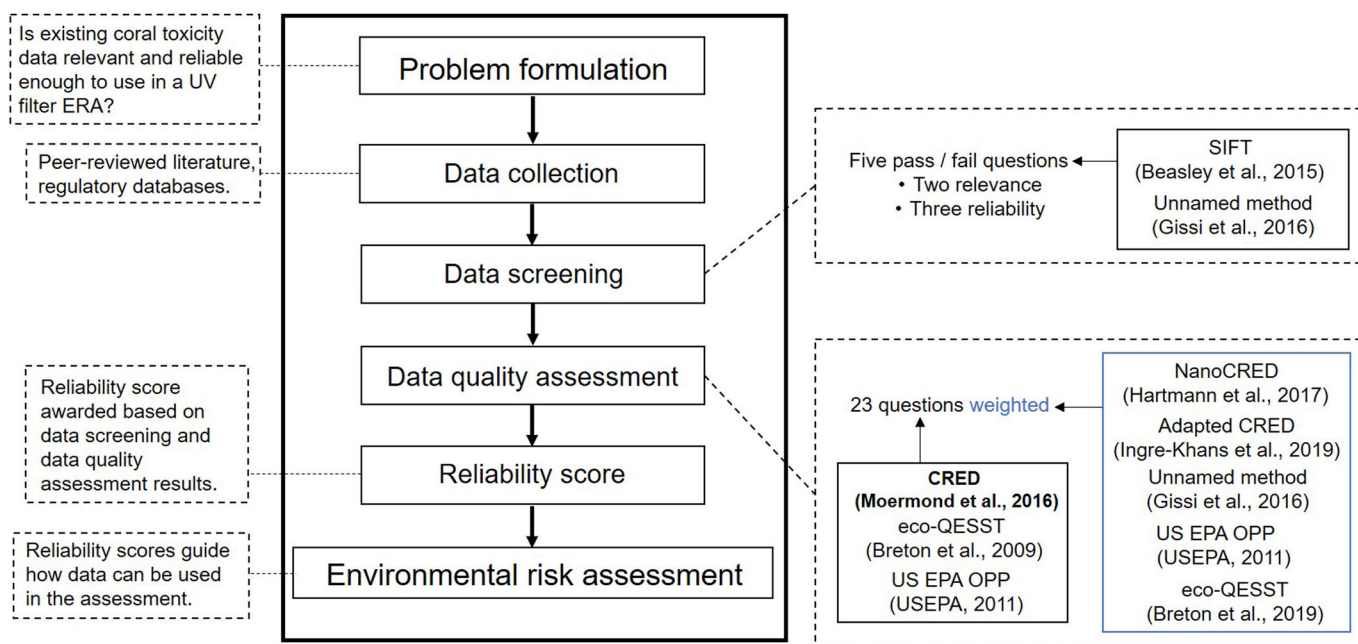 Is existing coral toxicity
data relevant and reliable
enough to use in a UV
filter ERA?
Problem formulation
Peer-reviewed literature,
regulatory databases.
Data collection
Data screening
Five pass / fail questions
• Two relevance
• Three reliability
SIFT
(Beasley et al., 2015)
Unnamed method
(Gissi et al., 2016)
Data quality assessment
23 questions weighted
CRED
(Moermond et al., 2016)
eco-QESST
(Breton et al., 2009)
US EPA OPP
(USEPA, 2011)
NanoCRED
(Hartmann et al., 2017)
Adapted CRED
(Ingre-Khans et al., 2019)
Unnamed method
(Gissi et al., 2016)
US EPA OPP
(USEPA, 2011)
eco-QESST
(Breton et al., 2019)
Reliability score
awarded based on
data screening and
data quality
assessment results.
Reliability score
Reliability scores guide
how data can be used
in the assessment.
Environmental risk assessment